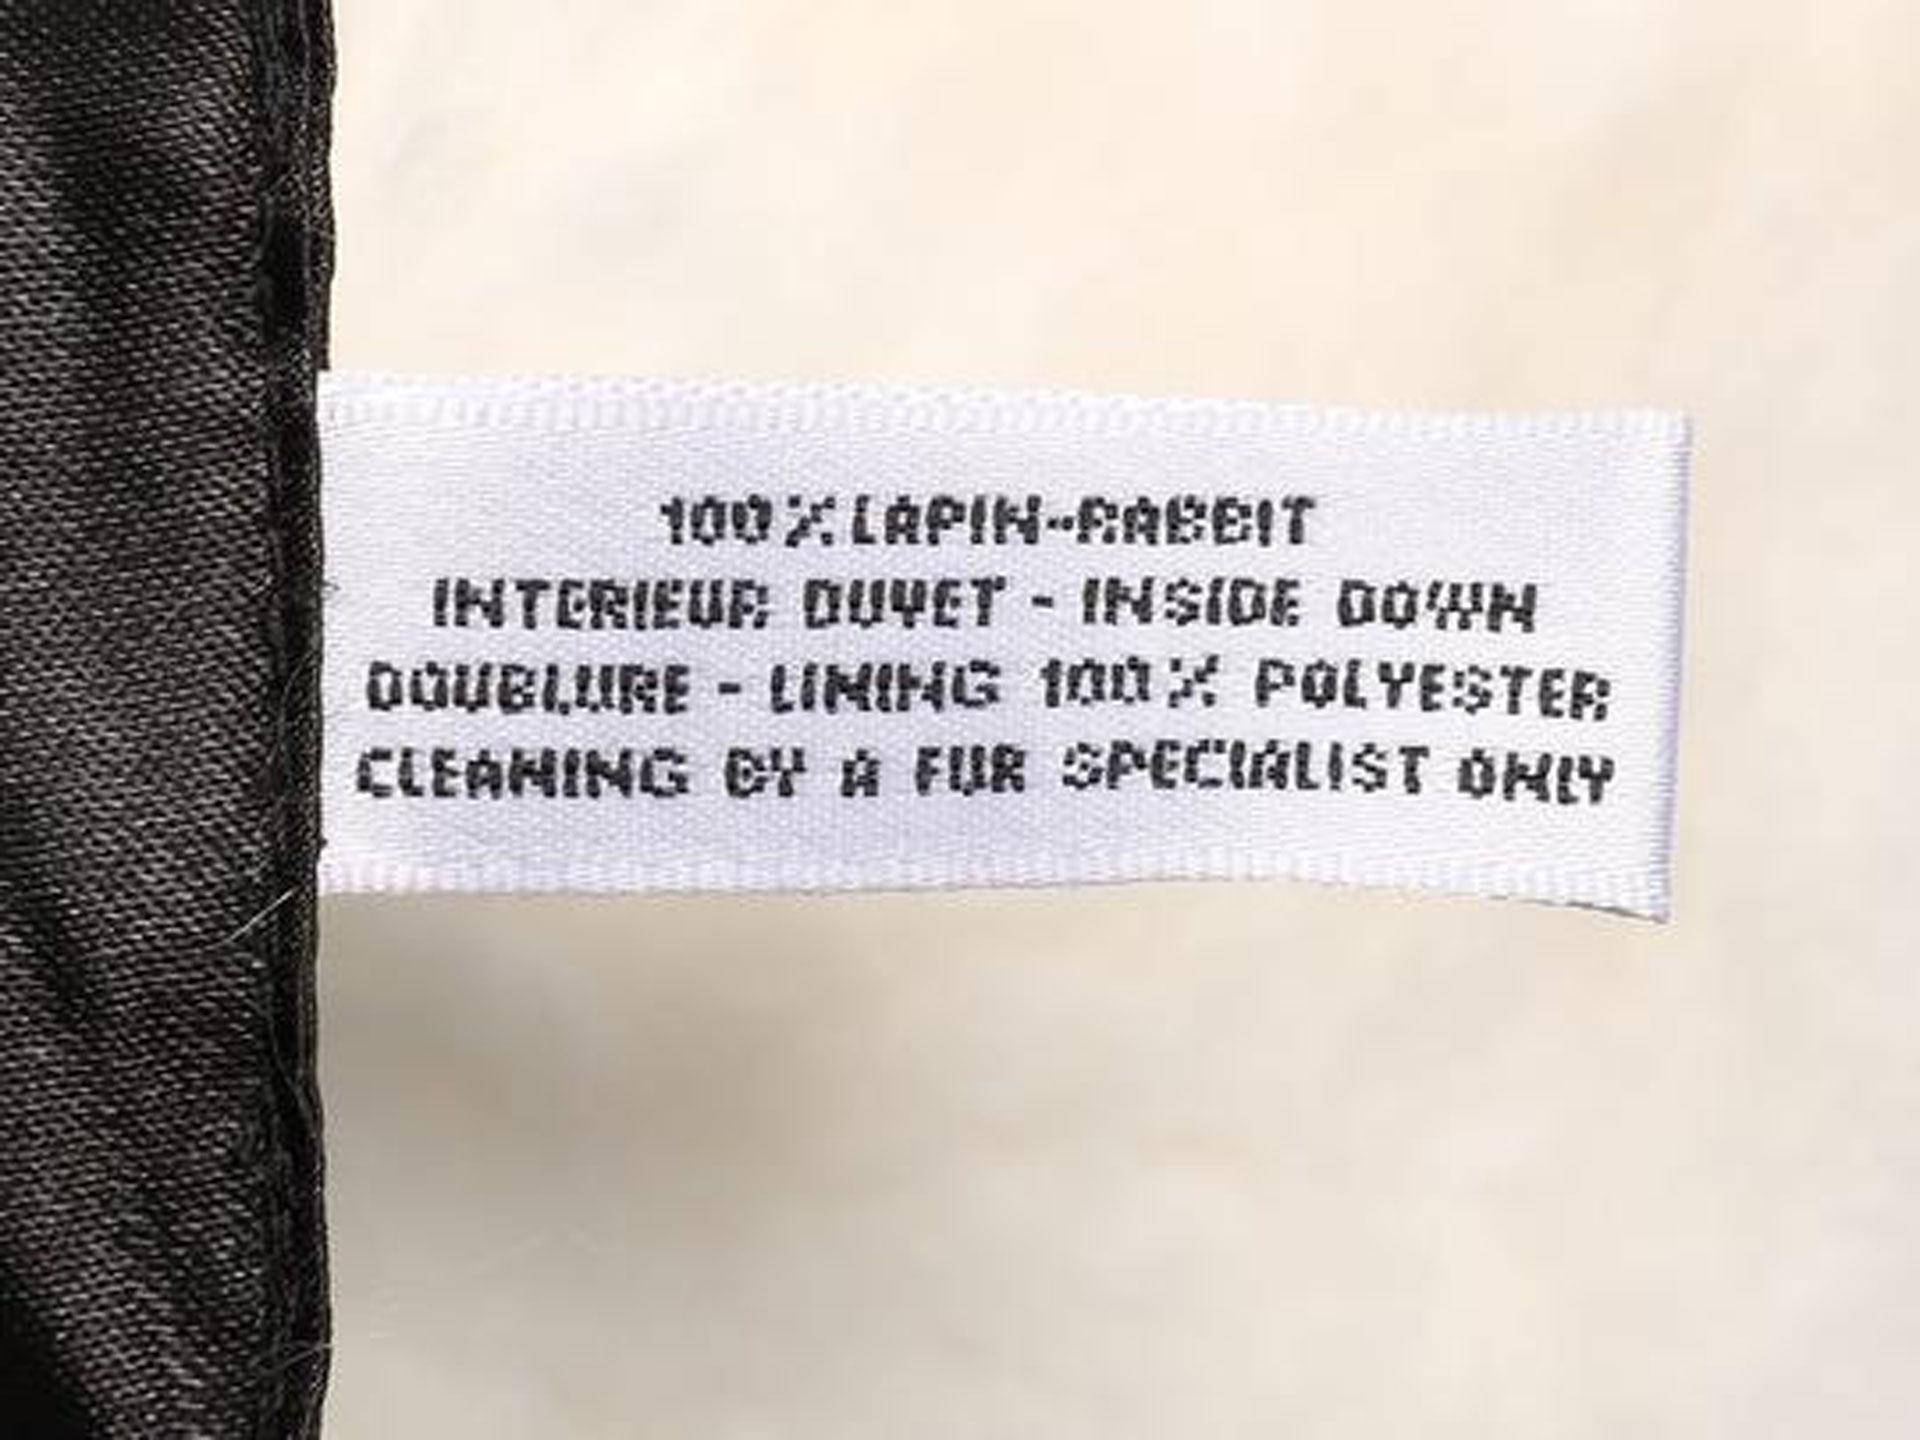 100% LAPIN-RABBIT
INTERIEUR DUVET - INSIDE DOWN
DOUBLURE - LINING 100% POLYESTER
CLEANING BY A FUR SPECIALIST ONLY